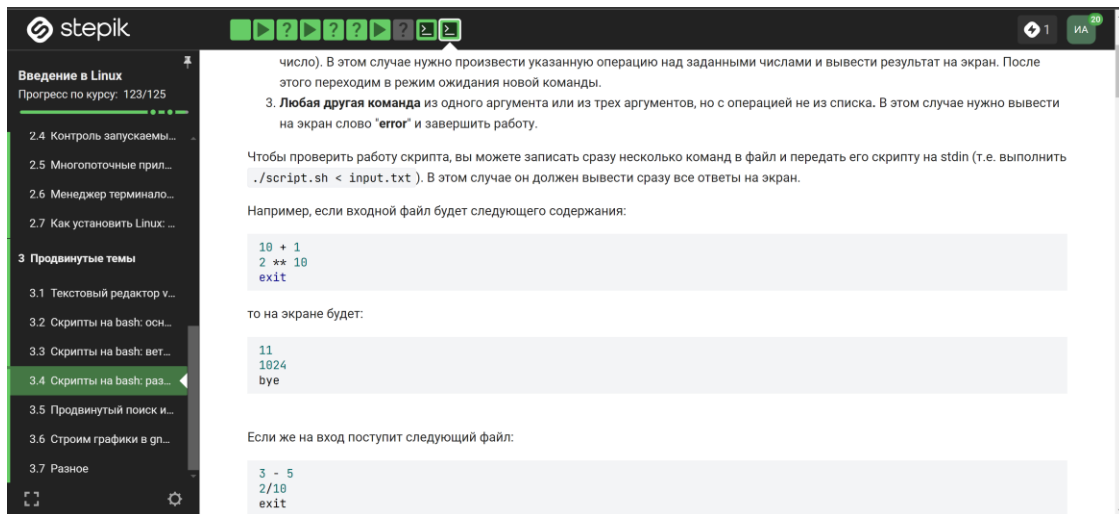 stepik
1
20
ИА
Введение в Linux
Прогресс по курсу: 123/125
2.4 Контроль запускаемы...
2.5 Многопоточные прил...
2.6 Менеджер терминало...
2.7 Как установить Linux: ...
3 Продвинутые темы
3.1 Текстовый редактор v...
3.2 Скрипты на bash: осн...
3.3 Скрипты на bash: вет...
3.4 Скрипты на bash: раз...
3.5 Продвинутый поиск и...
3.6 Строим графики в gn...
3.7 Разное
число). В этом случае нужно произвести указанную операцию над заданными числами и вывести результат на экран. После
этого переходим в режим ожидания новой команды.
3. Любая другая команда из одного аргумента или из трех аргументов, но с операцией не из списка. В этом случае нужно вывести
на экран слово "error" и завершить работу.
Чтобы проверить работу скрипта, вы можете записать сразу несколько команд в файл и передать его скрипту на stdin (т.е. выполнить
./script.sh < input.txt ). В этом случае он должен вывести сразу все ответы на экран.
Например, если входной файл будет следующего содержания:
10 + 1
2 ** 10
exit
то на экране будет:
11
1024
bye
Если же на вход поступит следующий файл:
3 - 5
2/10
exit